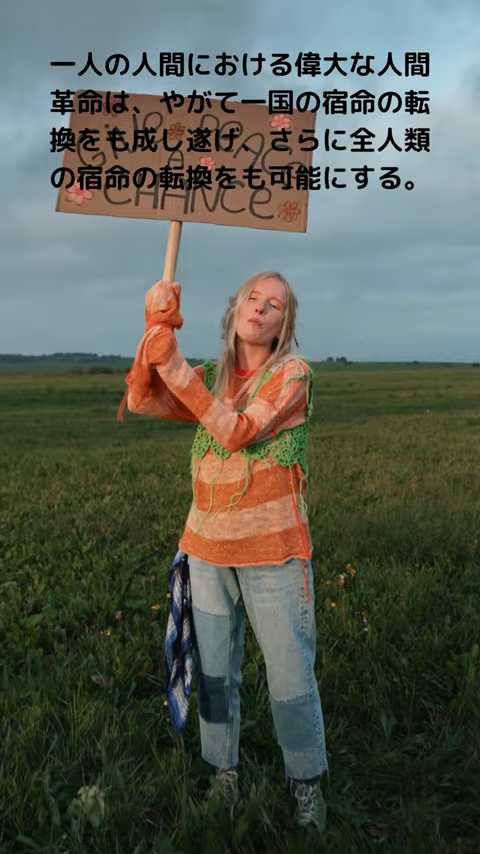 一人の人間における偉大な人間
革命は、やがて一国の宿命の転
換をも成し遂げ、さらに全人類
の宿命の転換をも可能にする。
GIVE PEACE
A
CHANCE